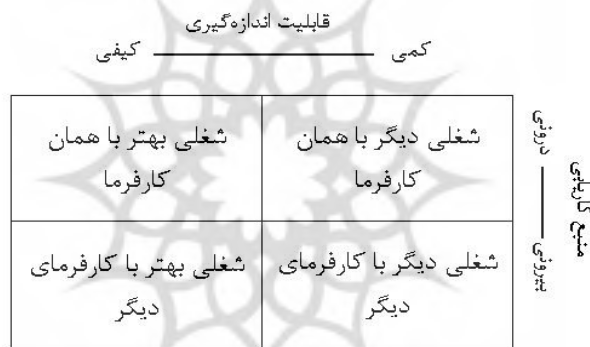 قابلیت اندازه‌گیری
کمی کیفی
شغلی دیگر با همان
کارفرما
شغلی بهتر با همان
کارفرما
شغلی دیگر با کارفرمای
دیگر
شغلی بهتر با کارفرمای
دیگر
منبع کاریابی
درونی بیرونی